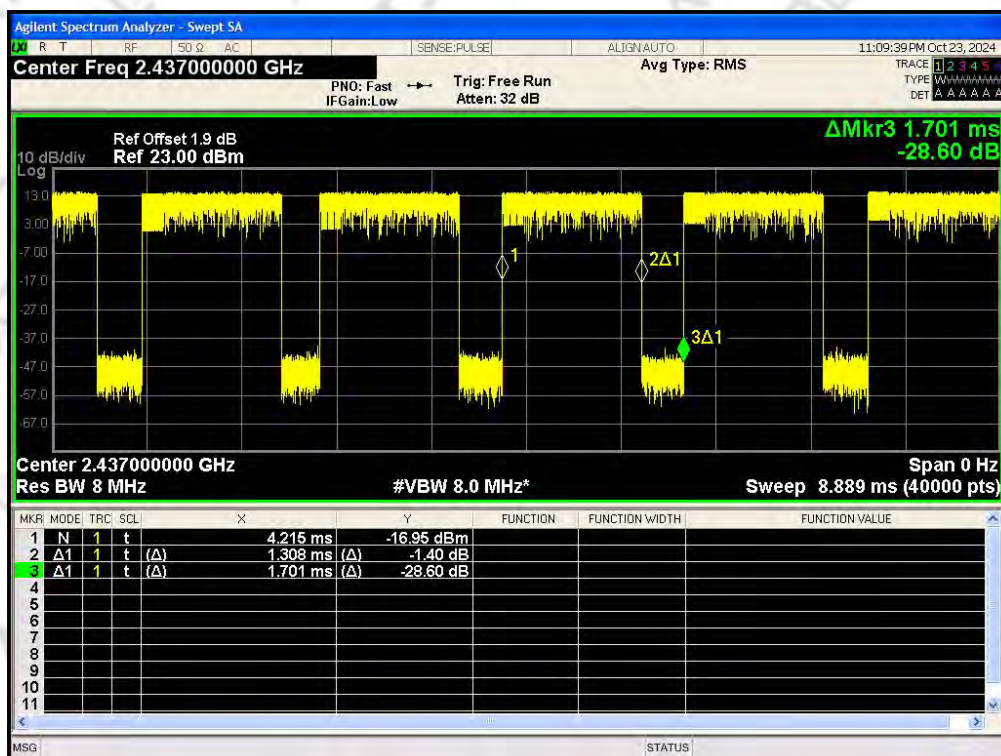 Agilent Spectrum Analyzer - Swept SA
LXI R T RF 50 Ω AC SENSE:PULSE ALIGN AUTO 11:09:39 PM Oct 23, 2024
Center Freq 2.437000000 GHz
PNO: Fast
IFGain:Low
Trig: Free Run
Atten: 32 dB
Avg Type: RMS
TRACE 1 2 3 4 5 6
TYPE WWWWWW
DET A A A A A A
Ref Offset 1.9 dB
Ref 23.00 dBm
10 dB/div
Log
ΔMkr3 1.701 ms
-28.60 dB
13.0
3.00
-7.00
-17.0
-27.0
-37.0
-47.0
-57.0
-67.0
1
2Δ1
3Δ1
Center 2.437000000 GHz Span 0 Hz
Res BW 8 MHz #VBW 8.0 MHz* Sweep 8.889 ms (40000 pts)
MKR MODE TRC SCL X Y FUNCTION FUNCTION WIDTH FUNCTION VALUE
1 N 1 t 4.215 ms -16.95 dBm
2 Δ1 1 t (Δ) 1.308 ms (Δ) -1.40 dB
3 Δ1 1 t (Δ) 1.701 ms (Δ) -28.60 dB
4
5
6
7
8
9
10
11
MSG STATUS